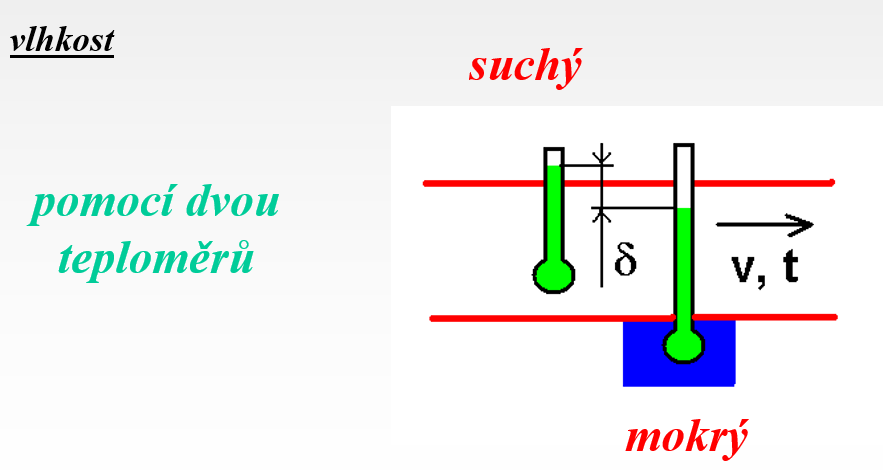 vlhkost
suchý
pomocí dvou
teploměrů
δ
v, t
mokrý